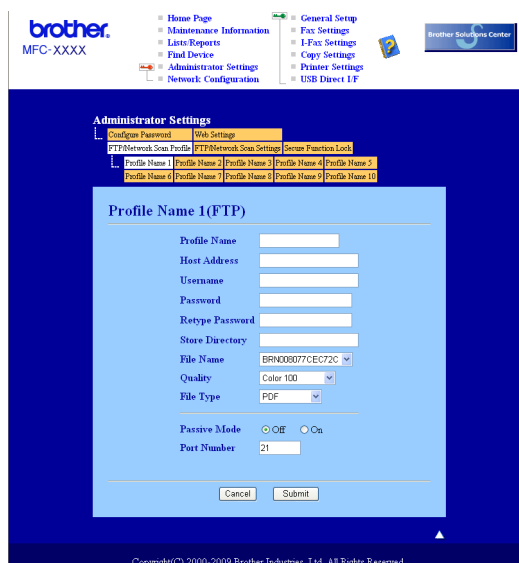 brother.
MFC-XXXX
Home Page
Maintenance Information
Lists/Reports
Find Device
Administrator Settings
Network Configuration
General Setup
Fax Settings
I-Fax Settings
Copy Settings
Printer Settings
USB Direct I/F
Brother Solutions Center
Administrator Settings
Configure Password Web Settings
FTP/Network Scan Profile FTP/Network Scan Settings Secure Function Lock
Profile Name 1 Profile Name 2 Profile Name 3 Profile Name 4 Profile Name 5
Profile Name 6 Profile Name 7 Profile Name 8 Profile Name 9 Profile Name 10
Profile Name 1(FTP)
Profile Name
Host Address
Username
Password
Retype Password
Store Directory
File Name BRN008077CEC72C
Quality Color 100
File Type PDF
Passive Mode Off On
Port Number 21
Cancel Submit
Copyright(C) 2000-2009 Brother Industries, Ltd. All Rights Reserved.